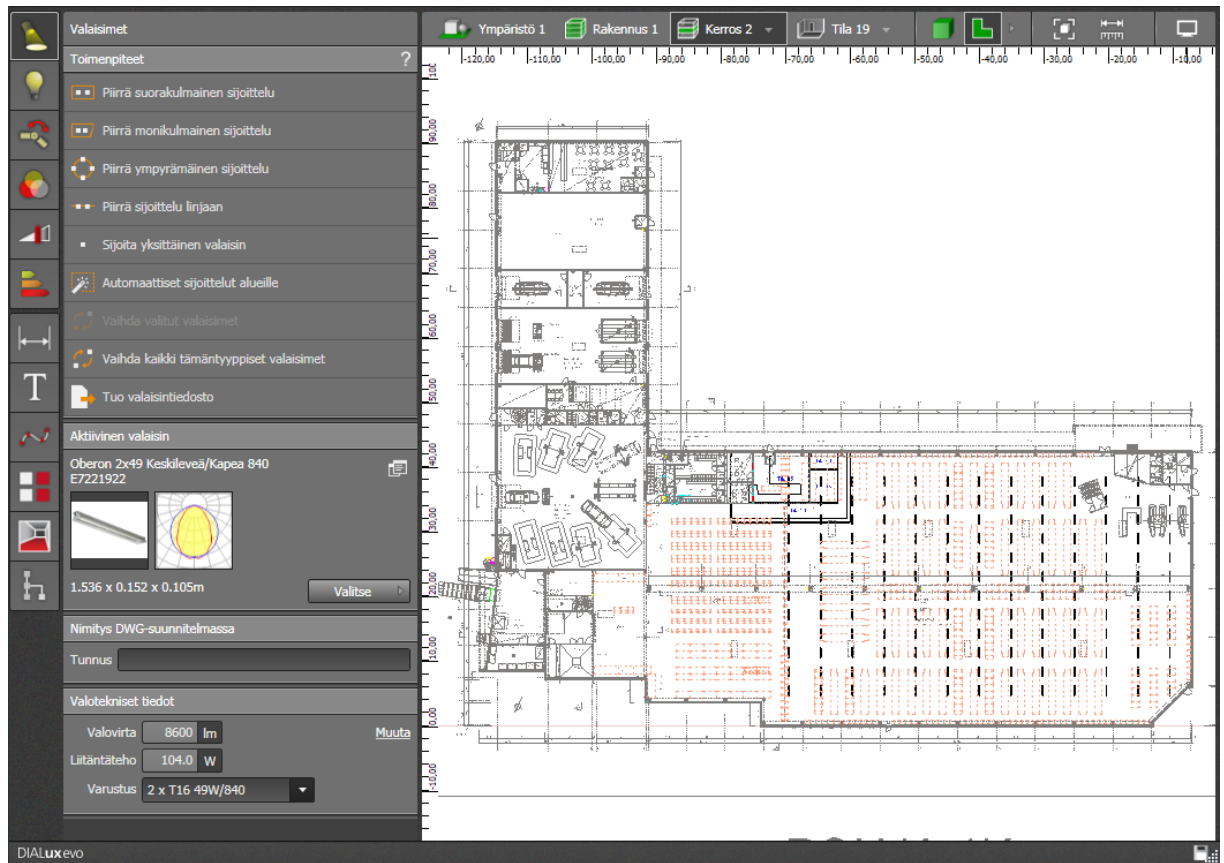 Valaisimet
Toimenpiteet ?
Piirrä suorakulmainen sijoittelu
Piirrä monikulmainen sijoittelu
Piirrä ympyrämäinen sijoittelu
Piirrä sijoittelu linjaan
Sijoita yksittäinen valaisin
Automaattiset sijoittelut alueille
Vaihda valitut valaisimet
Vaihda kaikki tämäntyyppiset valaisimet
Tuo valaisintiedosto
Aktiivinen valaisin
Oberon 2x49 Keskileveä/Kapea 840
E7221922
1.536 x 0.152 x 0.105m
Valitse
Nimitys DWG-suunnitelmassa
Tunnus
Valotekniset tiedot
Valovirta 8600 lm Muuta
Liitäntäteho 104.0 W
Varustus 2 x T16 49W/840
T
Ympäristö 1 Rakennus 1 Kerros 2 Tila 19
-120,00 -110,00 -100,00 -90,00 -80,00 -70,00 -60,00 -50,00 -40,00 -30,00 -20,00 -10,00
90,00
80,00
70,00
60,00
50,00
40,00
30,00
20,00
10,00
0,00
-10,00
DIALux evo